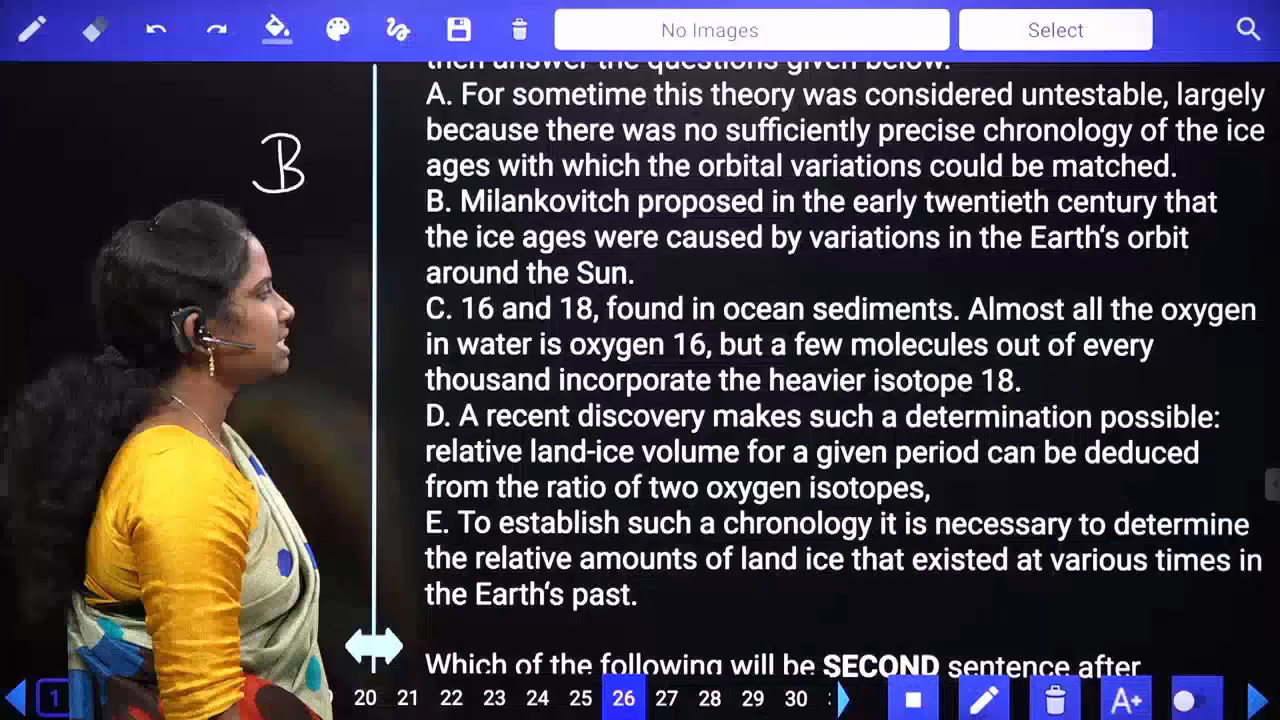 No Images
Select
then answer the questions given below.
A. For sometime this theory was considered untestable, largely
because there was no sufficiently precise chronology of the ice
ages with which the orbital variations could be matched.
B
B. Milankovitch proposed in the early twentieth century that
the ice ages were caused by variations in the Earth‘s orbit
around the Sun.
C. 16 and 18, found in ocean sediments. Almost all the oxygen
in water is oxygen 16, but a few molecules out of every
thousand incorporate the heavier isotope 18.
D. A recent discovery makes such a determination possible:
relative land-ice volume for a given period can be deduced
from the ratio of two oxygen isotopes,
E. To establish such a chronology it is necessary to determine
the relative amounts of land ice that existed at various times in
the Earth‘s past.
Which of the following will be SECOND sentence after
1 20 21 22 23 24 25 26 27 28 29 30 A+